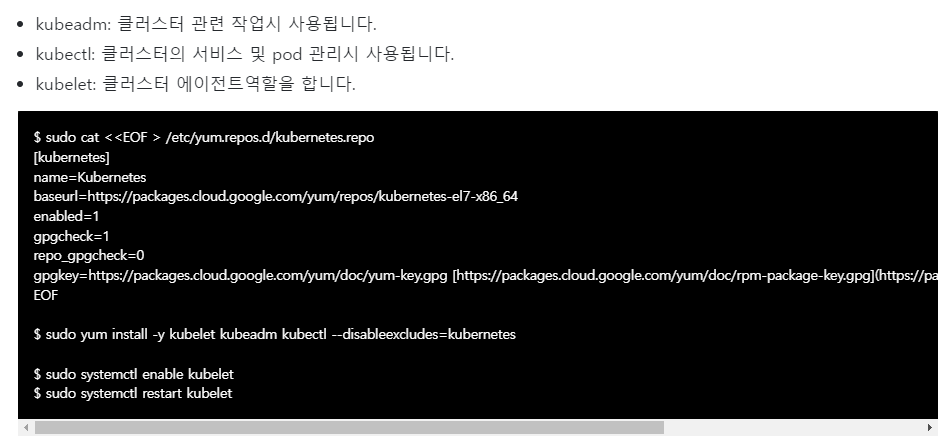 kubeadm: 클러스터 관련 작업시 사용됩니다.
kubectl: 클러스터의 서비스 및 pod 관리시 사용됩니다.
kubelet: 클러스터 에이전트역할을 합니다.
$ sudo cat <<EOF > /etc/yum.repos.d/kubernetes.repo
[kubernetes]
name=Kubernetes
baseurl=https://packages.cloud.google.com/yum/repos/kubernetes-el7-x86_64
enabled=1
gpgcheck=1
repo_gpgcheck=0
gpgkey=https://packages.cloud.google.com/yum/doc/yum-key.gpg [https://packages.cloud.google.com/yum/doc/rpm-package-key.gpg](https://pa
EOF
$ sudo yum install -y kubelet kubeadm kubectl --disableexcludes=kubernetes
$ sudo systemctl enable kubelet
$ sudo systemctl restart kubelet